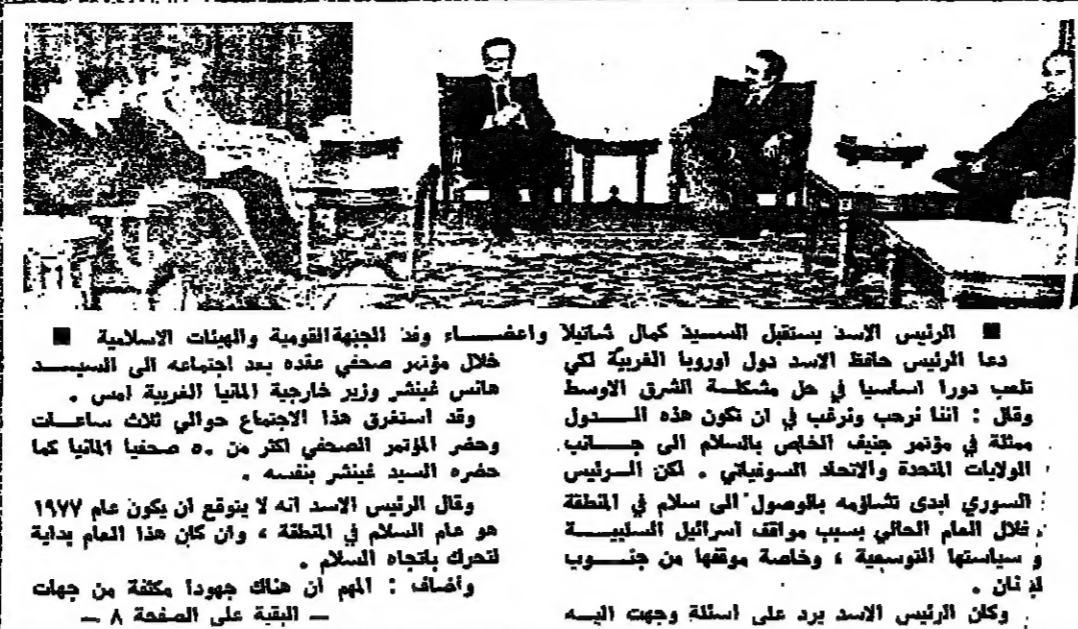 ■ الرئيس الاسد يستقبل السيد كمال شاتيلا واعضاء وفد الجبهة القومية والهيئات الاسلامية ■
دعا الرئيس حافظ الاسد دول اوروبا الغربية لكي
تلعب دورا اساسيا في حل مشكلة الشرق الاوسط
وقال : اننا نرحب ونرغب في ان تكون هذه الدول
ممثلة في مؤتمر جنيف الخاص بالسلام الى جانب
الولايات المتحدة والاتحاد السوفياتي . لكن الرئيس
السوري ابدى تشاؤمه بالوصول الى سلام في المنطقة
خلال العام الحالي بسبب مواقف اسرائيل السلبية
و سياستها التوسعية ، وخاصة موقفها من جنوب
لبنان .
وكان الرئيس الاسد يرد على اسئلة وجهت اليه
خلال مؤتمر صحفي عقده بعد اجتماعه الى السيد
هانس غينشر وزير خارجية المانيا الغربية امس .
وقد استغرق هذا الاجتماع حوالي ثلاث ساعات
وحضر المؤتمر الصحفي اكثر من ٥٠ صحفيا المانيا كما
حضره السيد غينشر بنفسه .
وقال الرئيس الاسد انه لا يتوقع ان يكون عام ١٩٧٧
هو عام السلام في المنطقة ، وان كان هذا العام بداية
لتحرك باتجاه السلام .
وأضاف : المهم أن هناك جهودا مكثفة من جهات
— البقية على الصفحة ٨ —